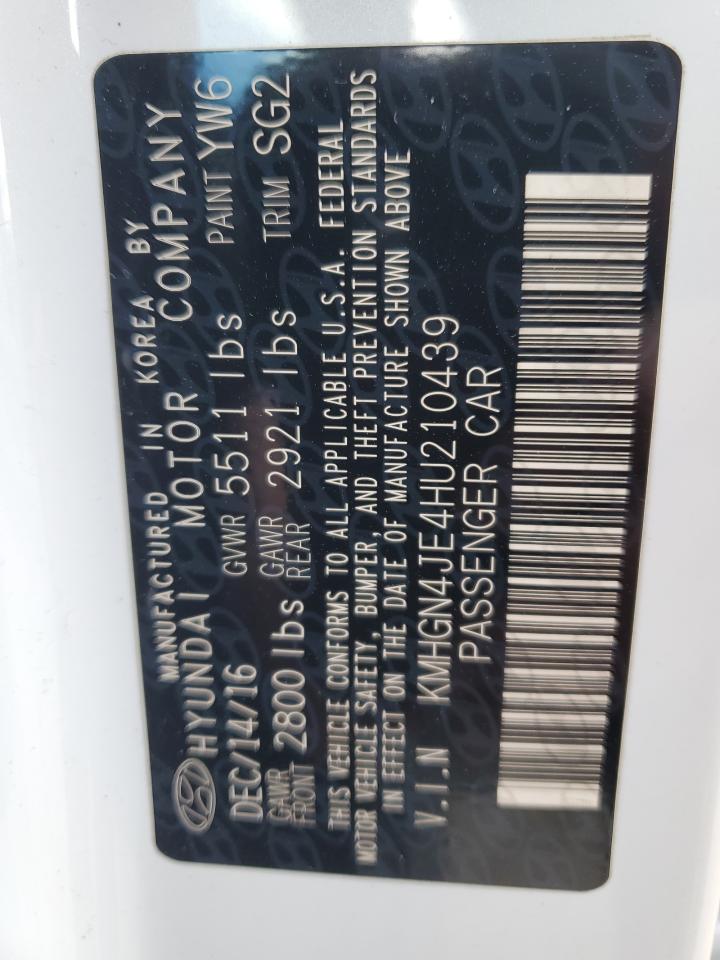 MANUFACTURED IN KOREA BY
HYUNDAI MOTOR COMPANY
DEC/14/16 GVWR 5511 lbs PAINT YW6
GAWR FRONT 2800 lbs GAWR REAR 2921 lbs TRIM SG2
THIS VEHICLE CONFORMS TO ALL APPLICABLE U.S.A. FEDERAL
MOTOR VEHICLE SAFETY, BUMPER, AND THEFT PREVENTION STANDARDS
IN EFFECT ON THE DATE OF MANUFACTURE SHOWN ABOVE
V.I.N KMHGN4JE4HU210439
PASSENGER CAR